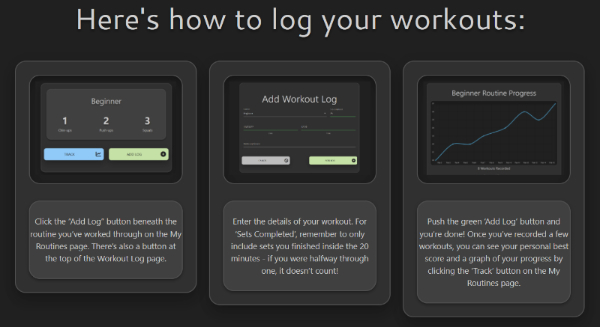 Here's how to log your workouts:
Beginner
1 2 3
Add Workout Log
Beginner Routine Progress
Click the "Add Log" button beneath the
routine you've worked through on the My
Routines page. There's also a button at
the top of the Workout Log page.
Enter the details of your workout. For
'Sets Completed', remember to only
include sets you finished inside the 20
minutes - if you were halfway through
one, it doesn't count!
Push the green 'Add Log' button and
you're done! Once you've recorded a few
workouts, you can see your personal best
score and a graph of your progress by
clicking the 'Track' button on the My
Routines page.